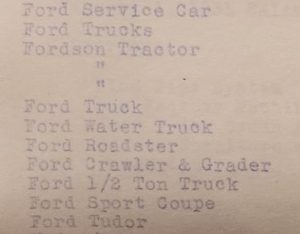 Ford Service Car
Ford Trucks
Fordson Tractor
"
"
Ford Truck
Ford Water Truck
Ford Roadster
Ford Crawler & Grader
Ford 1/2 Ton Truck
Ford Sport Coupe
Ford Tudor